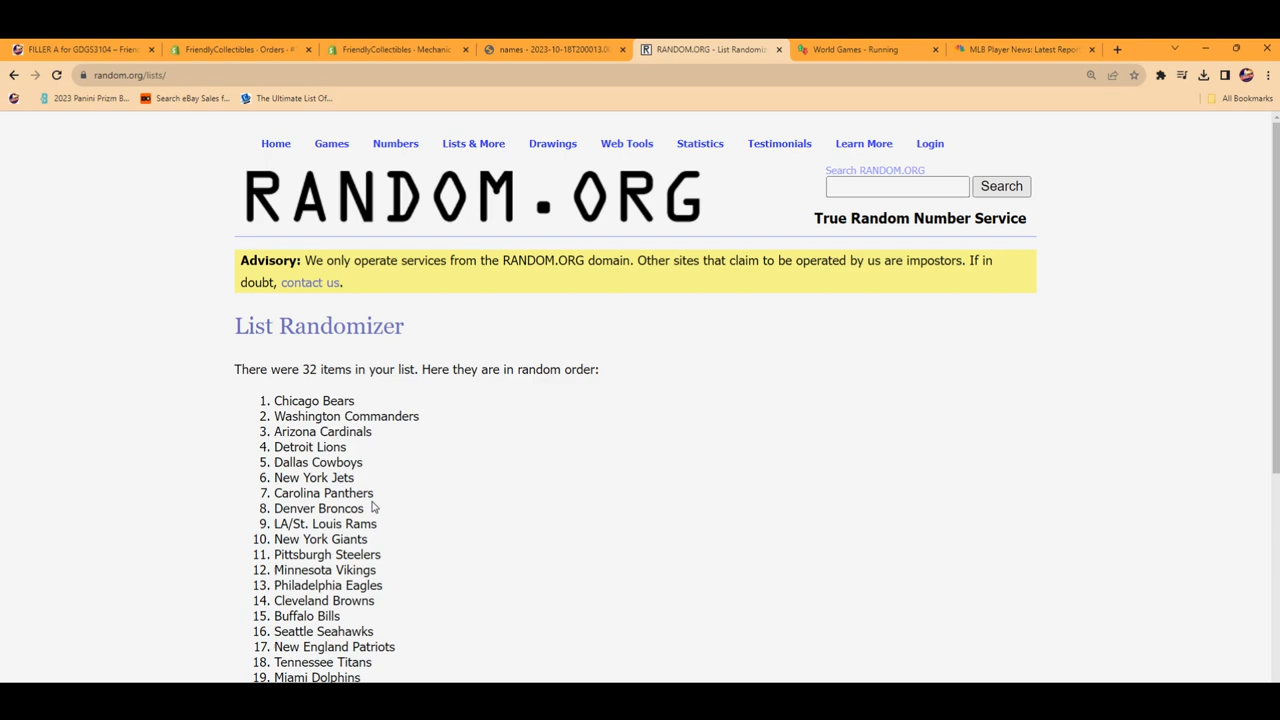 FILLER A for GDGS3104 – Frien
FriendlyCollectibles · Orders · #
FriendlyCollectibles · Mechanic
names - 2023-10-18T200013.00
RANDOM.ORG - List Randomiz
World Games - Running
MLB Player News: Latest Repor
random.org/lists/
2023 Panini Prizm B...
Search eBay Sales f...
The Ultimate List Of...
All Bookmarks
Home Games Numbers Lists & More Drawings Web Tools Statistics Testimonials Learn More Login
RANDOM.ORG
Search RANDOM.ORG
Search
True Random Number Service
Advisory: We only operate services from the RANDOM.ORG domain. Other sites that claim to be operated by us are impostors. If in
doubt, contact us.
List Randomizer
There were 32 items in your list. Here they are in random order:
1. Chicago Bears
2. Washington Commanders
3. Arizona Cardinals
4. Detroit Lions
5. Dallas Cowboys
6. New York Jets
7. Carolina Panthers
8. Denver Broncos
9. LA/St. Louis Rams
10. New York Giants
11. Pittsburgh Steelers
12. Minnesota Vikings
13. Philadelphia Eagles
14. Cleveland Browns
15. Buffalo Bills
16. Seattle Seahawks
17. New England Patriots
18. Tennessee Titans
19. Miami Dolphins